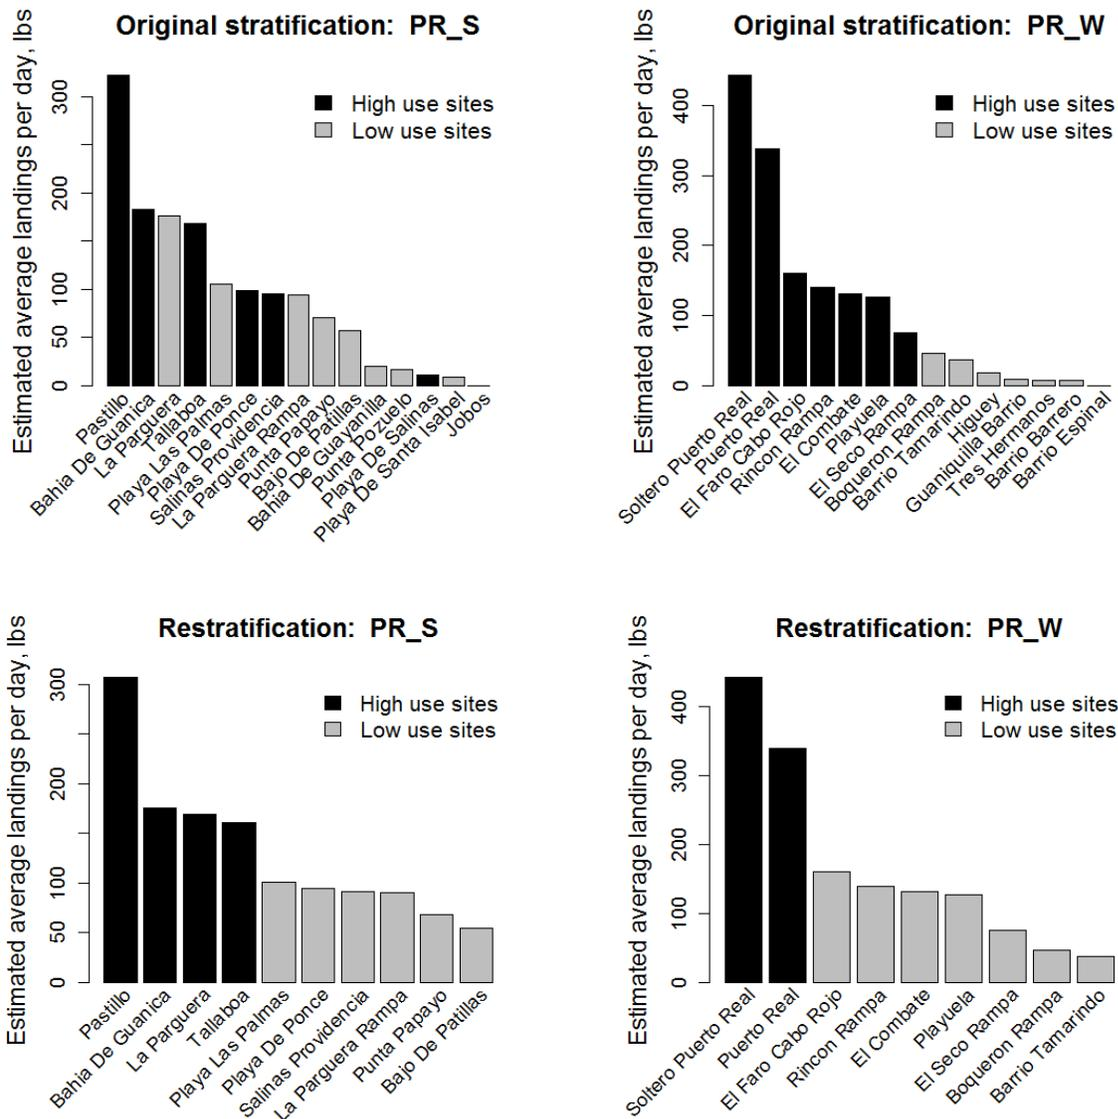 Original stratification: PR_S
Estimated average landings per day, lbs
300
200
100
50
0
High use sites
Low use sites
Pastillo
Bahia De Guanica
La Parguera
Tallaboa
Playa Las Palmas
Playa De Ponce
Salinas Providencia
La Parguera Rampa
Punta Papayo
Bajo De Patillas
Bahia De Guayanilla
Punta Pozuelo
Playa De Salinas
Playa De Santa Isabel
Jobos
Original stratification: PR_W
Estimated average landings per day, lbs
400
300
200
100
0
High use sites
Low use sites
Soltero Puerto Real
Puerto Real
El Faro Cabo Rojo
Rincon Rampa
El Combate
Playuela
El Seco Rampa
Boqueron Rampa
Barrio Tamarindo
Higuey
Guaniquilla Barrio
Tres Hermanos
Barrio Barrero
Barrio Espinal
Restratification: PR_S
Estimated average landings per day, lbs
300
200
100
50
0
High use sites
Low use sites
Pastillo
Bahia De Guanica
La Parguera
Tallaboa
Playa Las Palmas
Playa De Ponce
Salinas Providencia
La Parguera Rampa
Punta Papayo
Bajo De Patillas
Restratification: PR_W
Estimated average landings per day, lbs
400
300
200
100
0
High use sites
Low use sites
Soltero Puerto Real
Puerto Real
El Faro Cabo Rojo
Rincon Rampa
El Combate
Playuela
El Seco Rampa
Boqueron Rampa
Barrio Tamarindo